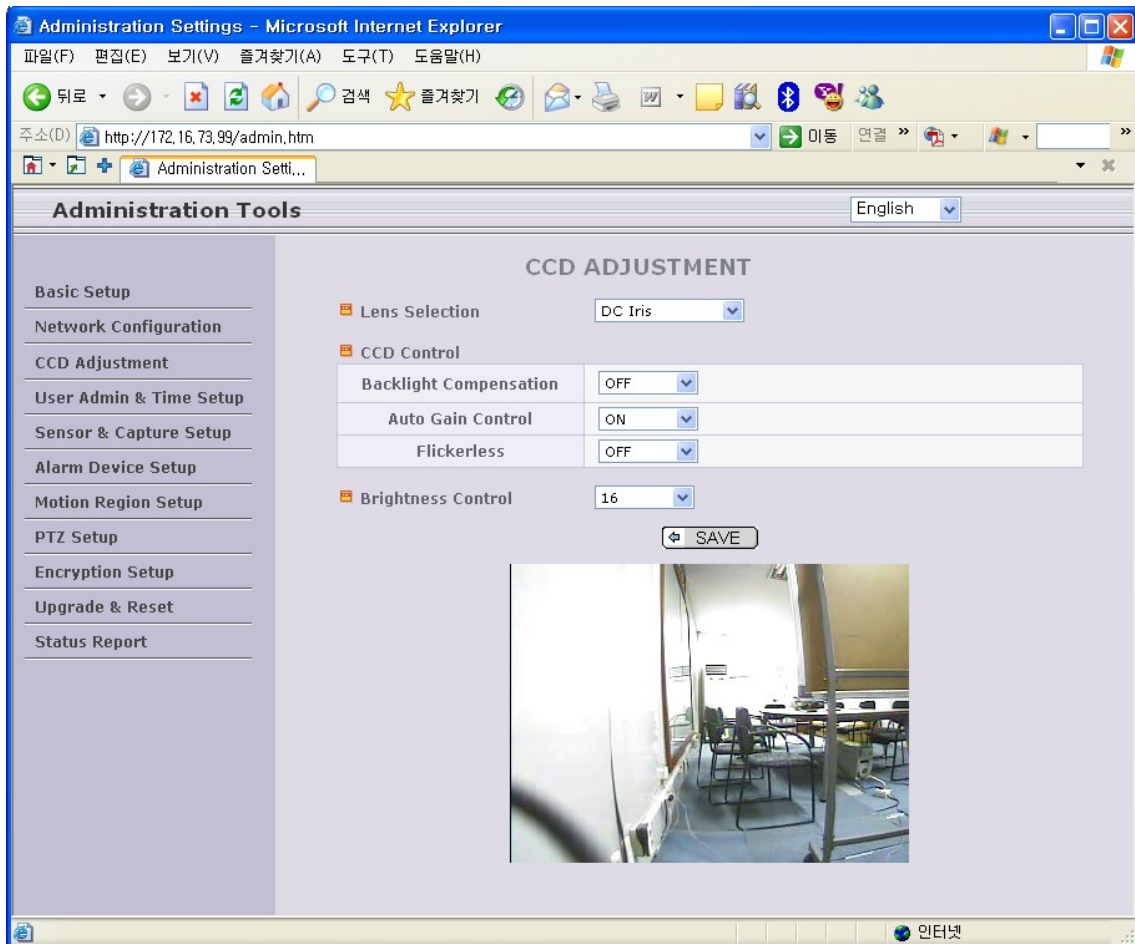 Administration Settings - Microsoft Internet Explorer
파일(F) 편집(E) 보기(V) 즐겨찾기(A) 도구(T) 도움말(H)
뒤로 검색 즐겨찾기
주소(D) http://172.16.73.99/admin.htm 이동 연결 »
Administration Setti...
Administration Tools English
Basic Setup
Network Configuration
CCD Adjustment
User Admin & Time Setup
Sensor & Capture Setup
Alarm Device Setup
Motion Region Setup
PTZ Setup
Encryption Setup
Upgrade & Reset
Status Report
CCD ADJUSTMENT
Lens Selection DC Iris
CCD Control
Backlight Compensation OFF
Auto Gain Control ON
Flickerless OFF
Brightness Control 16
SAVE
인터넷